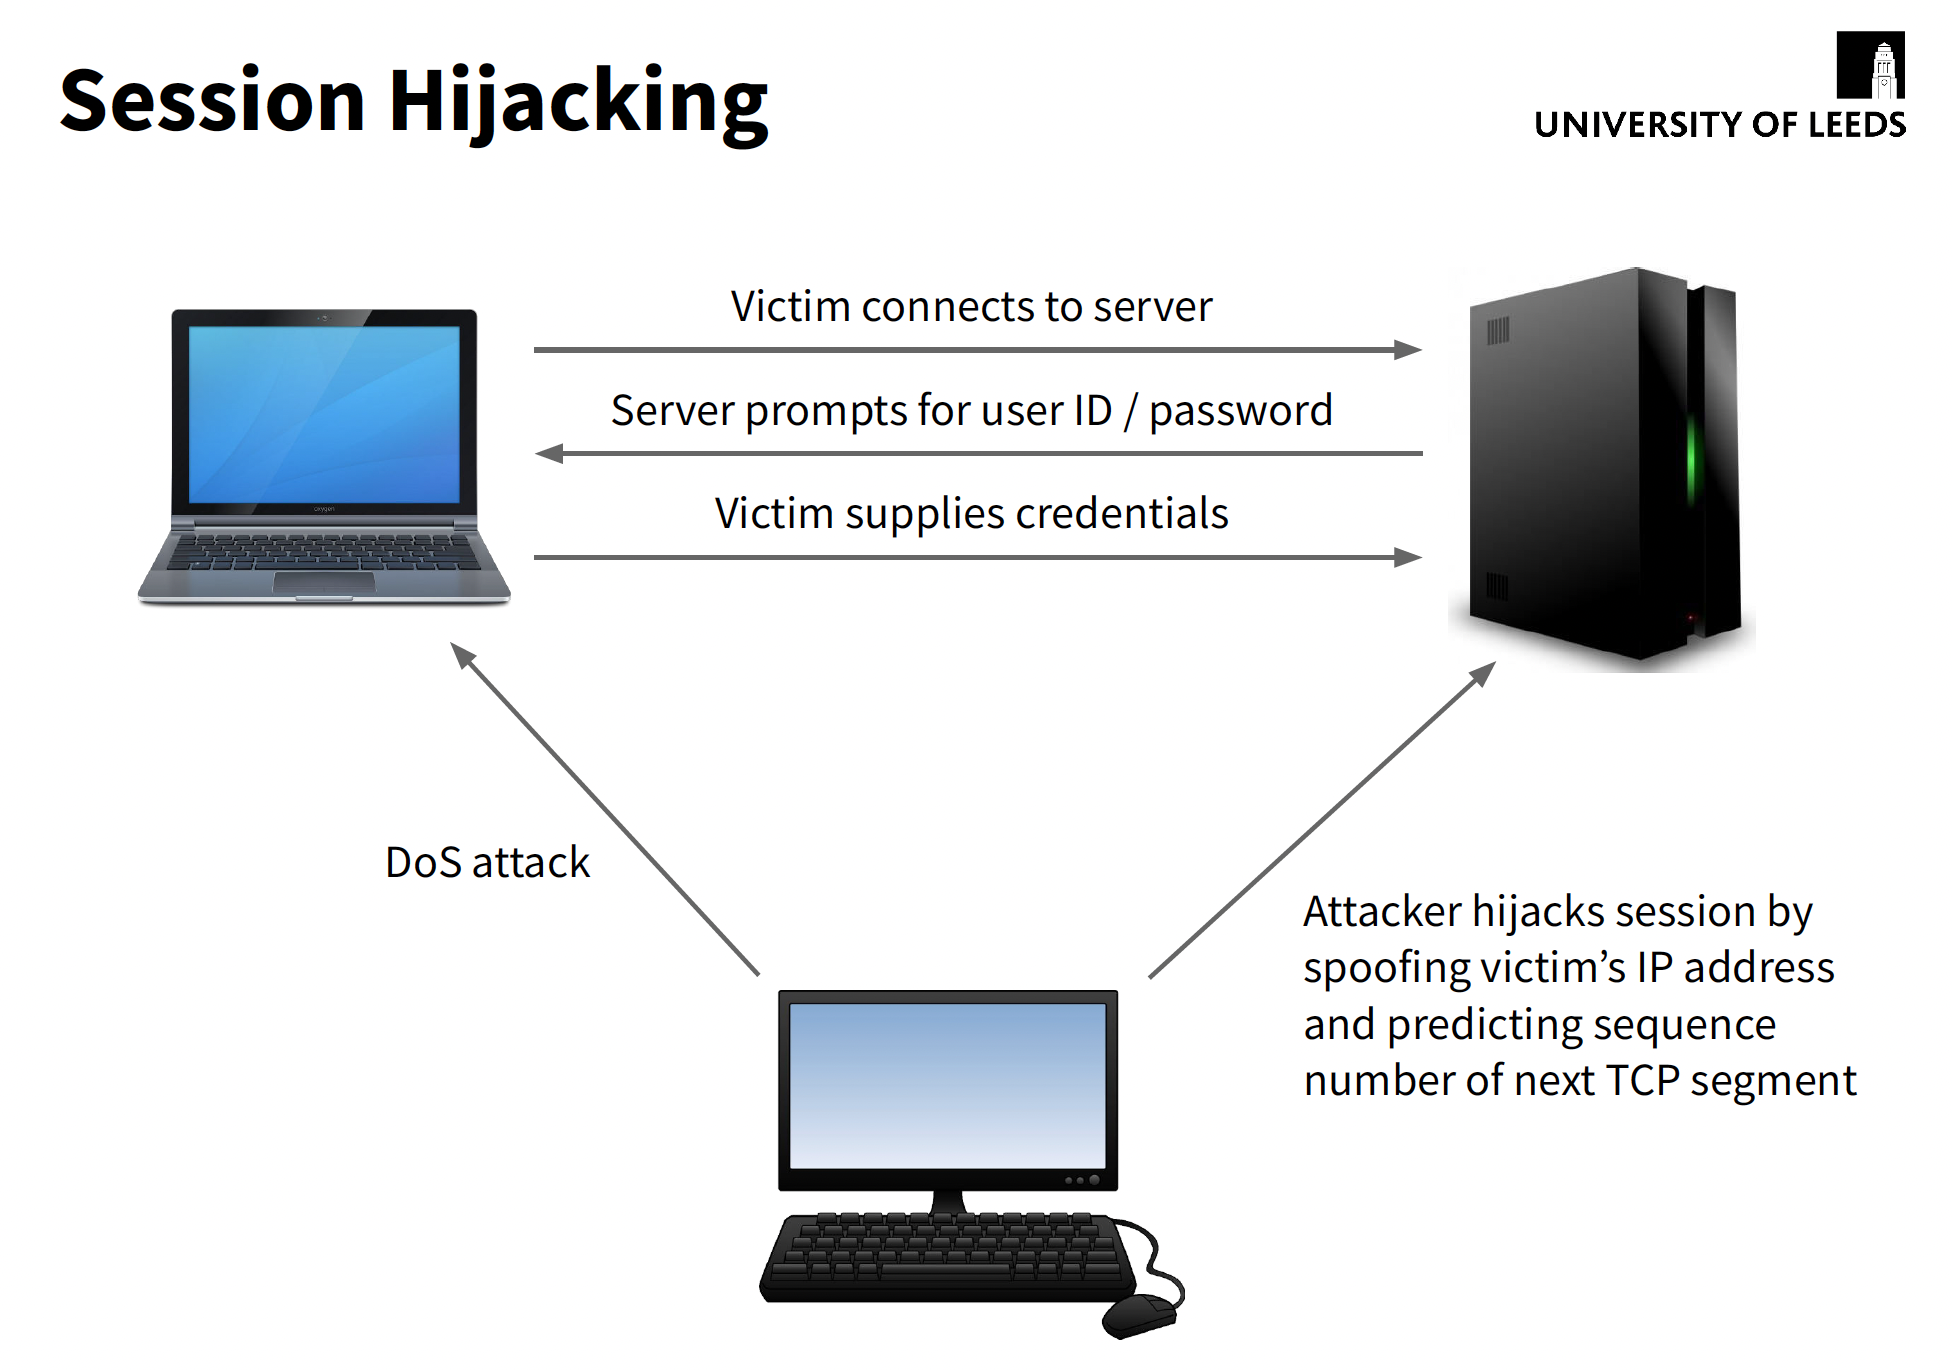 Session Hijacking
UNIVERSITY OF LEEDS
Victim connects to server
Server prompts for user ID / password
Victim supplies credentials
oxygen
DoS attack
Attacker hijacks session by
spoofing victim’s IP address
and predicting sequence
number of next TCP segment